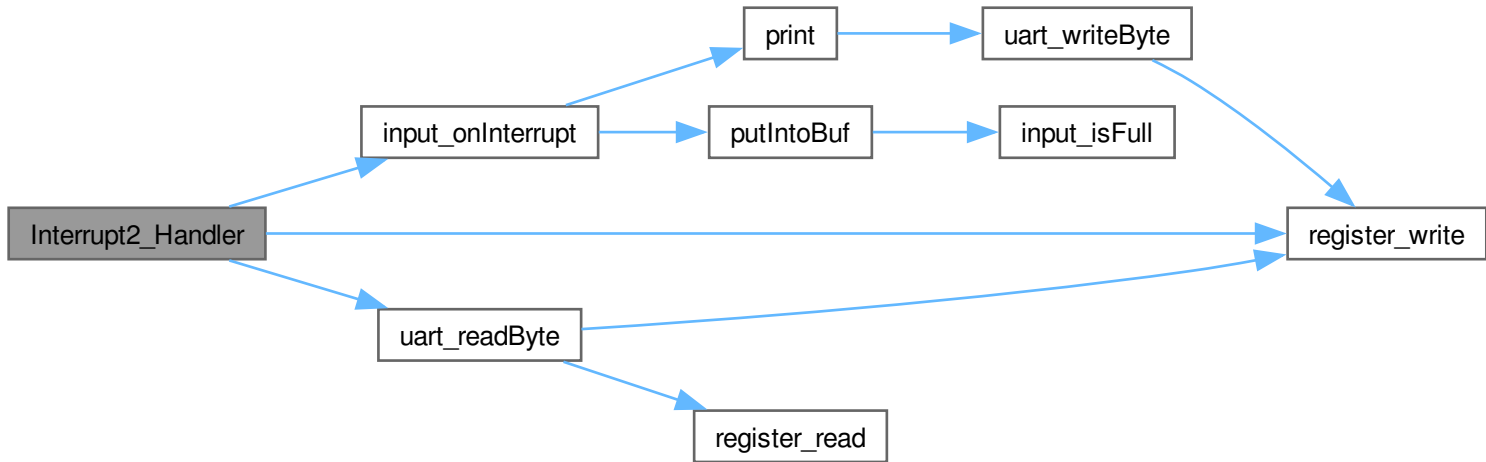 print
uart_writeByte
input_onInterrupt
putIntoBuf
input_isFull
Interrupt2_Handler
register_write
uart_readByte
register_read